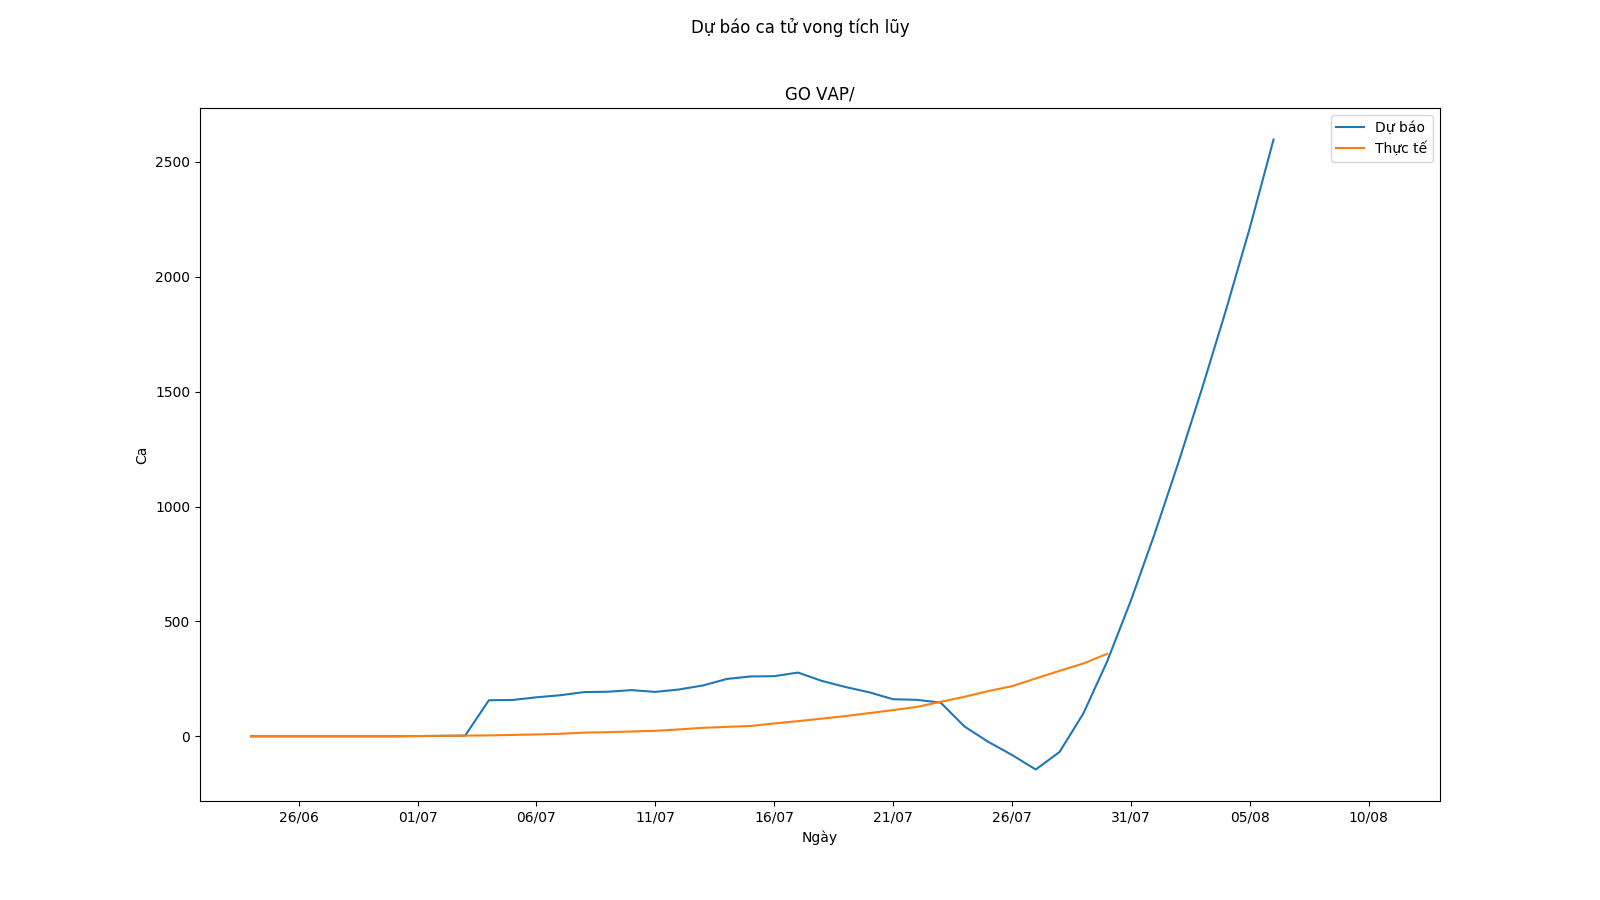 Dự báo ca tử vong tích lũy
GO VAP/
Dự báo
Thực tế
Ca
2500
2000
1500
1000
500
0
26/06 01/07 06/07 11/07 16/07 21/07 26/07 31/07 05/08 10/08
Ngày